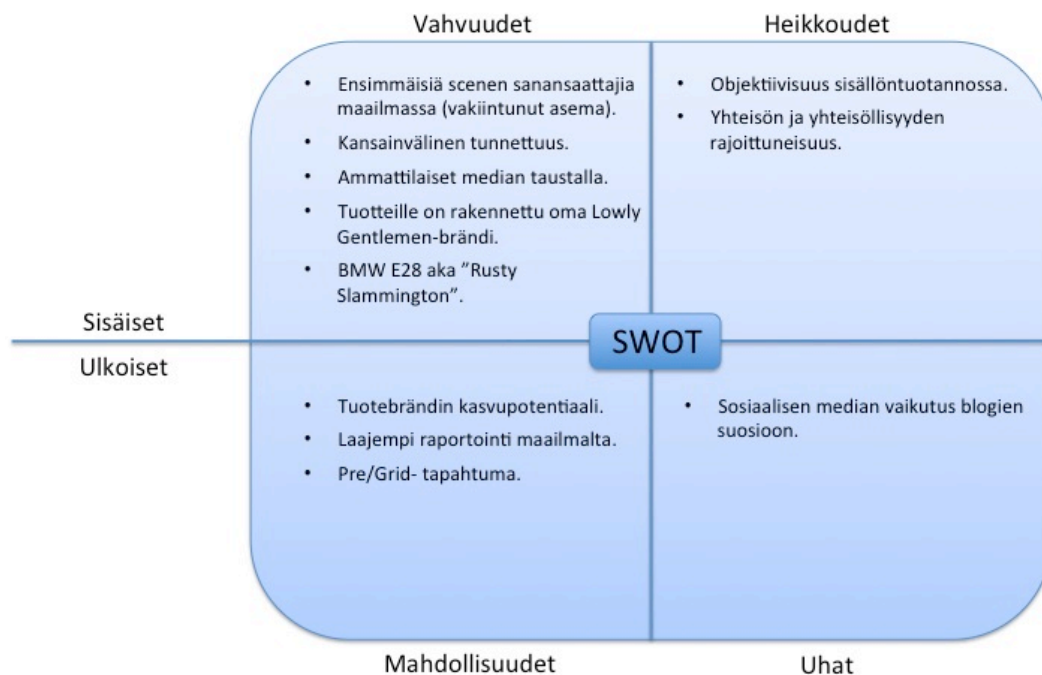 Vahvuudet
Heikkoudet
• Ensimmäisiä scenen sanansaattajia
maailmassa (vakiintunut asema).
• Kansainvälinen tunnettuus.
• Ammattilaiset median taustalla.
• Tuotteille on rakennettu oma Lowly
Gentlemen-brändi.
• BMW E28 aka ”Rusty
Slammington”.
• Objektiivisuus sisällöntuotannossa.
• Yhteisön ja yhteisöllisyyden
rajoittuneisuus.
Sisäiset
SWOT
Ulkoiset
• Tuotebrändin kasvupotentiaali.
• Laajempi raportointi maailmalta.
• Pre/Grid- tapahtuma.
• Sosiaalisen median vaikutus blogien
suosioon.
Mahdollisuudet
Uhat